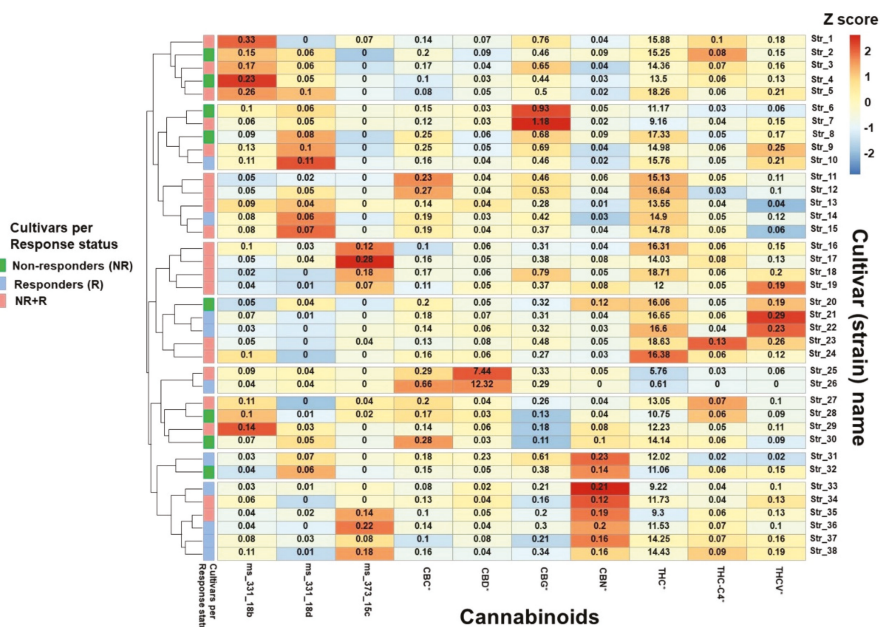 Z score
0.33 0 0.07 0.14 0.07 0.76 0.02 15.88 0.1 0.18 Str_1
0.15 0.06 0 0.2 0.09 0.46 0.09 15.25 0.08 0.15 Str_2
0.17 0.06 0 0.17 0.04 0.65 0.04 14.36 0.07 0.16 Str_3
0.23 0.05 0 0.1 0.03 0.44 0.03 13.5 0.06 0.13 Str_4
0.26 0.1 0 0.08 0.05 0.5 0.02 18.26 0.06 0.21 Str_5
0.1 0.06 0 0.15 0.03 0.93 0.05 11.17 0.03 0.06 Str_6
0.06 0.05 0 0.12 0.03 1.18 0.02 9.16 0.04 0.15 Str_7
0.09 0.08 0 0.25 0.06 0.68 0.09 17.33 0.05 0.17 Str_8
0.13 0.1 0 0.25 0.05 0.69 0.04 14.98 0.06 0.25 Str_9
0.11 0.11 0 0.16 0.04 0.46 0.02 15.76 0.05 0.21 Str_10
0.05 0.02 0 0.23 0.04 0.46 0.06 15.13 0.05 0.11 Str_11
0.05 0.05 0 0.27 0.04 0.53 0.04 16.64 0.03 0.1 Str_12
0.09 0.04 0 0.14 0.04 0.28 0.01 13.55 0.04 0.04 Str_13
0.08 0.06 0 0.19 0.03 0.42 0.03 14.9 0.05 0.12 Str_14
0.08 0.07 0 0.19 0.04 0.37 0.04 14.78 0.05 0.06 Str_15
0.1 0.03 0.12 0.1 0.06 0.31 0.04 16.31 0.06 0.15 Str_16
0.05 0.04 0.28 0.16 0.05 0.38 0.08 14.03 0.08 0.13 Str_17
0.02 0 0.18 0.17 0.06 0.79 0.05 18.71 0.06 0.2 Str_18
0.04 0.01 0.07 0.11 0.05 0.37 0.08 12 0.06 0.19 Str_19
0.05 0.04 0 0.2 0.05 0.32 0.12 16.06 0.05 0.19 Str_20
0.07 0.01 0 0.18 0.07 0.31 0.04 16.65 0.06 0.29 Str_21
0.03 0 0 0.14 0.06 0.32 0.03 16.6 0.04 0.23 Str_22
0.05 0 0.04 0.13 0.08 0.48 0.05 18.63 0.13 0.26 Str_23
0.1 0 0 0.16 0.06 0.27 0.03 16.38 0.06 0.12 Str_24
0.09 0.04 0 0.29 7.44 0.33 0.05 5.76 0.03 0.06 Str_25
0.04 0.04 0 0.66 12.32 0.29 0 0.61 0 0 Str_26
0.11 0 0.04 0.2 0.04 0.26 0.04 13.05 0.07 0.1 Str_27
0.1 0.01 0.02 0.17 0.03 0.13 0.04 10.75 0.06 0.09 Str_28
0.14 0.03 0 0.14 0.05 0.18 0.08 12.23 0.05 0.11 Str_29
0.07 0.05 0 0.28 0.03 0.11 0.1 14.14 0.06 0.09 Str_30
0.03 0.07 0 0.18 0.23 0.61 0.23 12.02 0.02 0.02 Str_31
0.04 0.06 0 0.15 0.05 0.38 0.14 11.06 0.06 0.15 Str_32
0.03 0.01 0 0.08 0.02 0.21 0.21 9.22 0.04 0.1 Str_33
0.06 0 0 0.13 0.04 0.16 0.12 11.73 0.04 0.13 Str_34
0.04 0.02 0.14 0.1 0.05 0.2 0.19 9.3 0.06 0.13 Str_35
0.04 0 0.22 0.14 0.04 0.3 0.2 11.53 0.07 0.1 Str_36
0.08 0.03 0.08 0.1 0.08 0.21 0.16 14.25 0.07 0.16 Str_37
0.11 0.01 0.18 0.16 0.04 0.34 0.16 14.43 0.09 0.19 Str_38
2
1
0
-1
-2
Cultivar (strain) name
Cultivars per
Response status
Non-responders (NR)
Responders (R)
NR+R
Cultivars per
Response status
ms_331_18b
ms_331_18d
ms_373_15c
CBC*
CBD*
CBG*
CBN*
THC*
THC-C4*
THCV*
Cannabinoids